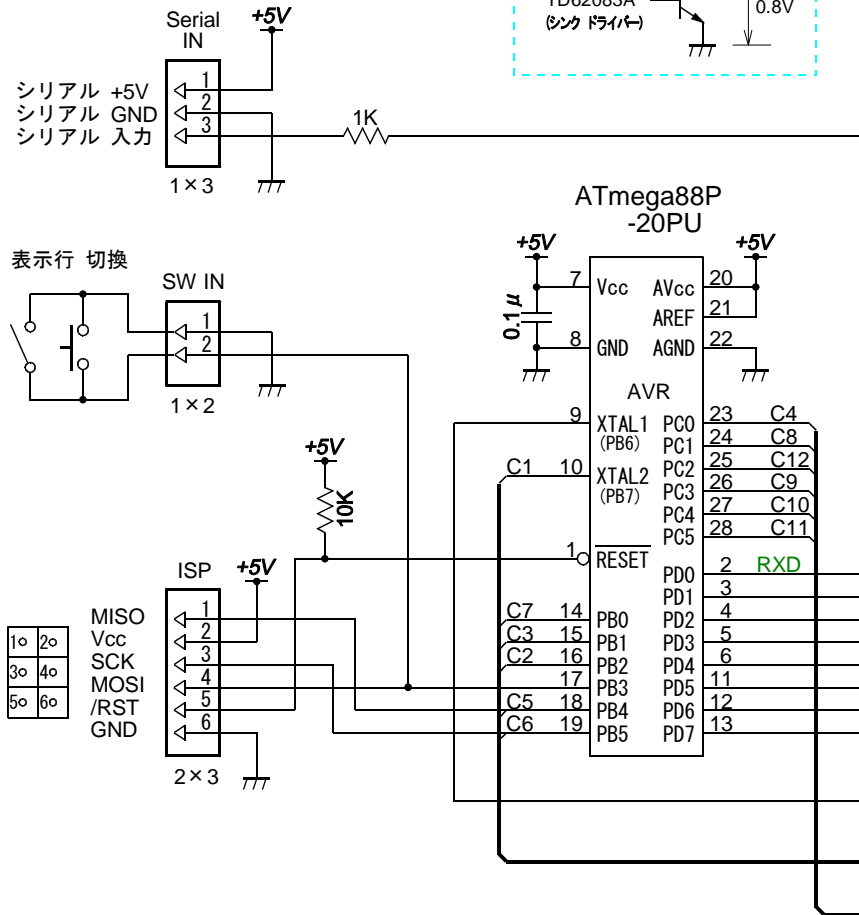 Serial
IN
+5V
TD62083A
(シンク ドライバー)
0.8V
シリアル +5V
シリアル GND
シリアル 入力
1
2
3
1×3
1K
ATmega88P
-20PU
+5V
+5V
0.1μ
7 Vcc
8 GND
AVcc 20
AREF 21
AGND 22
AVR
表示行 切換
SW IN
1
2
1×2
9 XTAL1
(PB6)
C1 10 XTAL2
(PB7)
1 RESET
PC0 23 C4
PC1 24 C8
PC2 25 C12
PC3 26 C9
PC4 27 C10
PC5 28 C11
+5V
10K
PD0 2 RXD
PD1 3
PD2 4
PD3 5
PD4 6
PD5 11
PD6 12
PD7 13
C7 14 PB0
C3 15 PB1
C2 16 PB2
17 PB3
C5 18 PB4
C6 19 PB5
ISP
+5V
MISO 1
Vcc 2
SCK 3
MOSI 4
/RST 5
GND 6
2×3
1 2
3 4
5 6